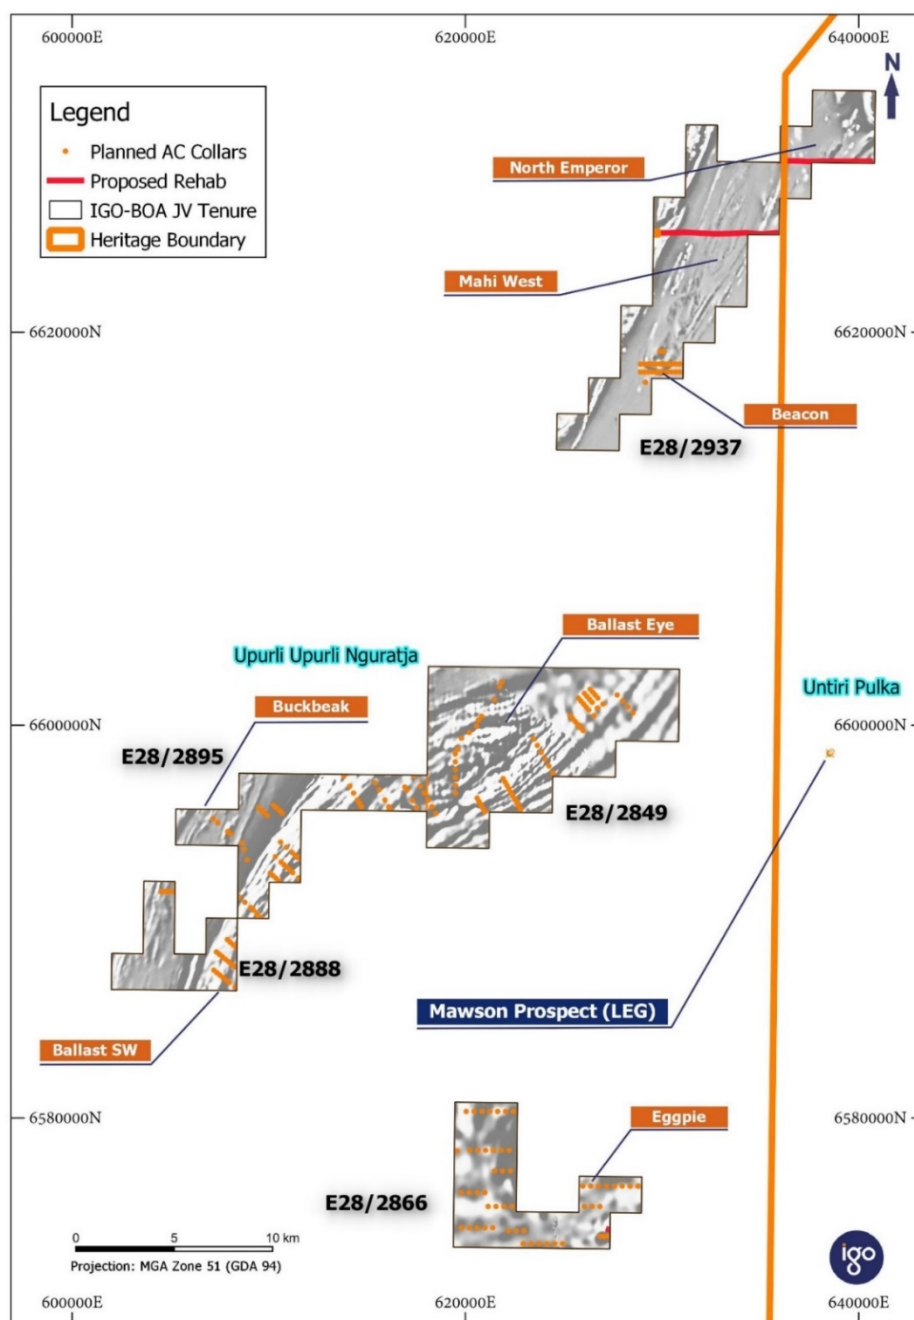 600000E
620000E
640000E
N
Legend
Planned AC Collars
Proposed Rehab
IGO-BOA JV Tenure
Heritage Boundary
North Emperor
Mahi West
6620000N
6620000N
Beacon
E28/2937
Ballast Eye
Upurli Upurli Nguratja
Untiri Pulka
Buckbeak
6600000N
6600000N
E28/2895
E28/2849
E28/2888
Mawson Prospect (LEG)
Ballast SW
6580000N
6580000N
Eggpie
E28/2866
0 5 10 km
Projection: MGA Zone 51 (GDA 94)
igo
600000E
620000E
640000E